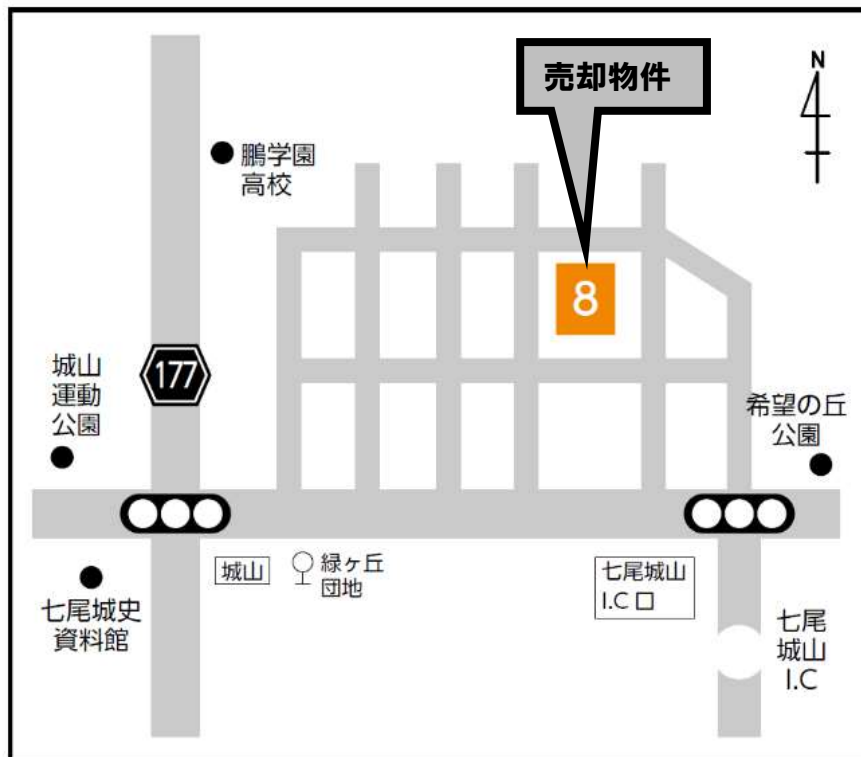 売却物件
N
鵬学園
高校
8
177
城山
運動
公園
希望の丘
公園
城山
緑ヶ丘
団地
七尾城山
I.C 口
七尾城史
資料館
七尾
城山
I.C